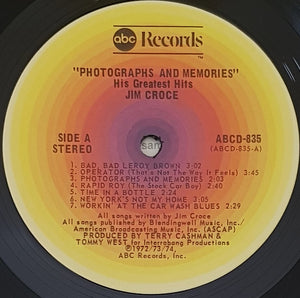 abc Records
TM
"PHOTOGRAPHS AND MEMORIES"
His Greatest Hits
JIM CROCE
SIDE A
STEREO
ABCD-835
(ABCD-835-A)
1. BAD, BAD LEROY BROWN 3:02
2. OPERATOR (That's Not The Way It Feels) 3:45
3. PHOTOGRAPHS AND MEMORIES 2:03
4. RAPID ROY (The Stock Car Boy) 2:40
5. TIME IN A BOTTLE 2:24
6. NEW YORK'S NOT MY HOME 3:05
7. WORKIN' AT THE CAR WASH BLUES 2:29
All songs written by Jim Croce
All songs published by Blendingwell Music, Inc./
American Broadcasting Music, Inc. (ASCAP)
PRODUCED BY TERRY CASHMAN &
TOMMY WEST for Interrobang Productions
℗1972/73/74,
ABC Records, Inc.